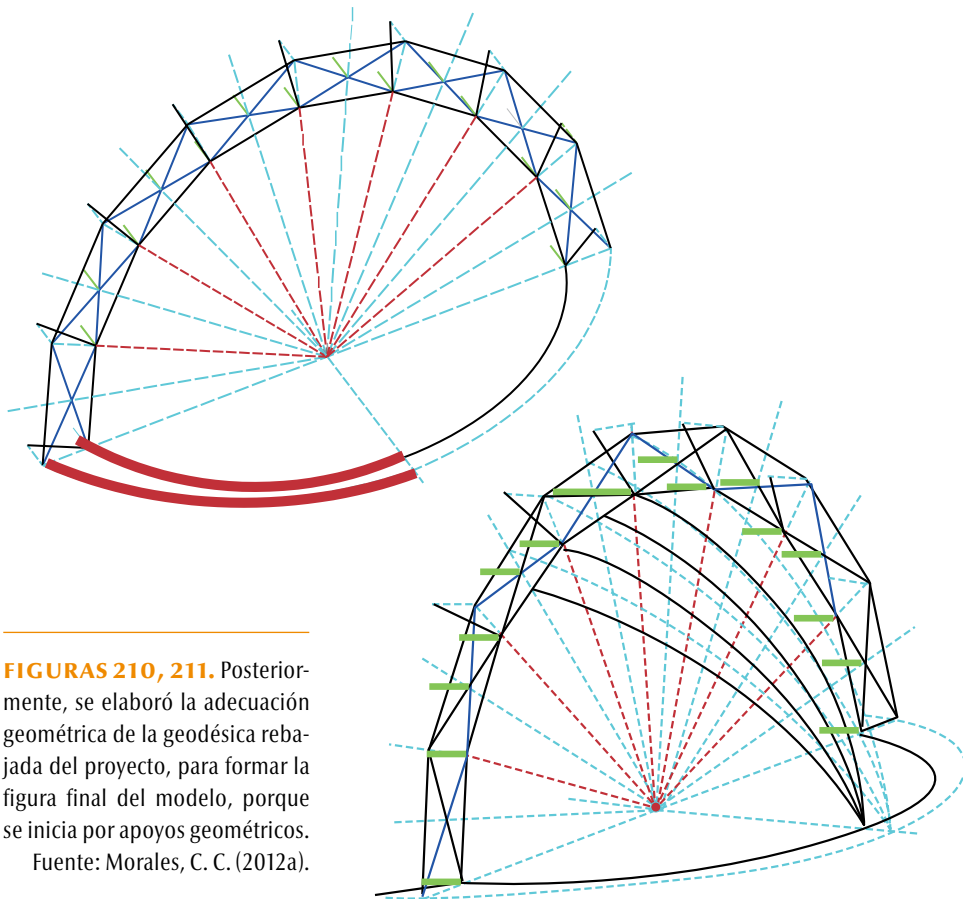 FIGURAS 210, 211. Posterior-
mente, se elaboró la adecuación
geométrica de la geodésica reba-
jada del proyecto, para formar la
figura final del modelo, porque
se inicia por apoyos geométricos.
Fuente: Morales, C. C. (2012a).